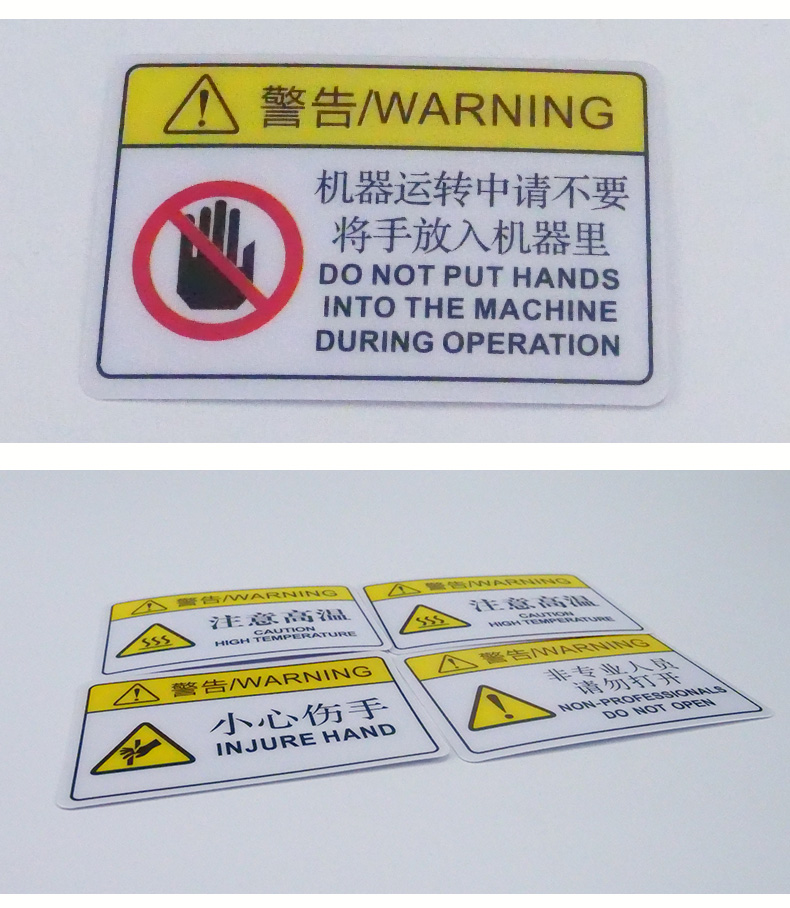 警告/WARNING
机器运转中请不要
将手放入机器里
DO NOT PUT HANDS
INTO THE MACHINE
DURING OPERATION
警告/WARNING
注意高温
CAUTION
HIGH TEMPERATURE
警告/WARNING
注意高温
CAUTION
HIGH TEMPERATURE
警告/WARNING
小心伤手
INJURE HAND
警告/WARNING
非专业人员
请勿打开
NON-PROFESSIONALS
DO NOT OPEN